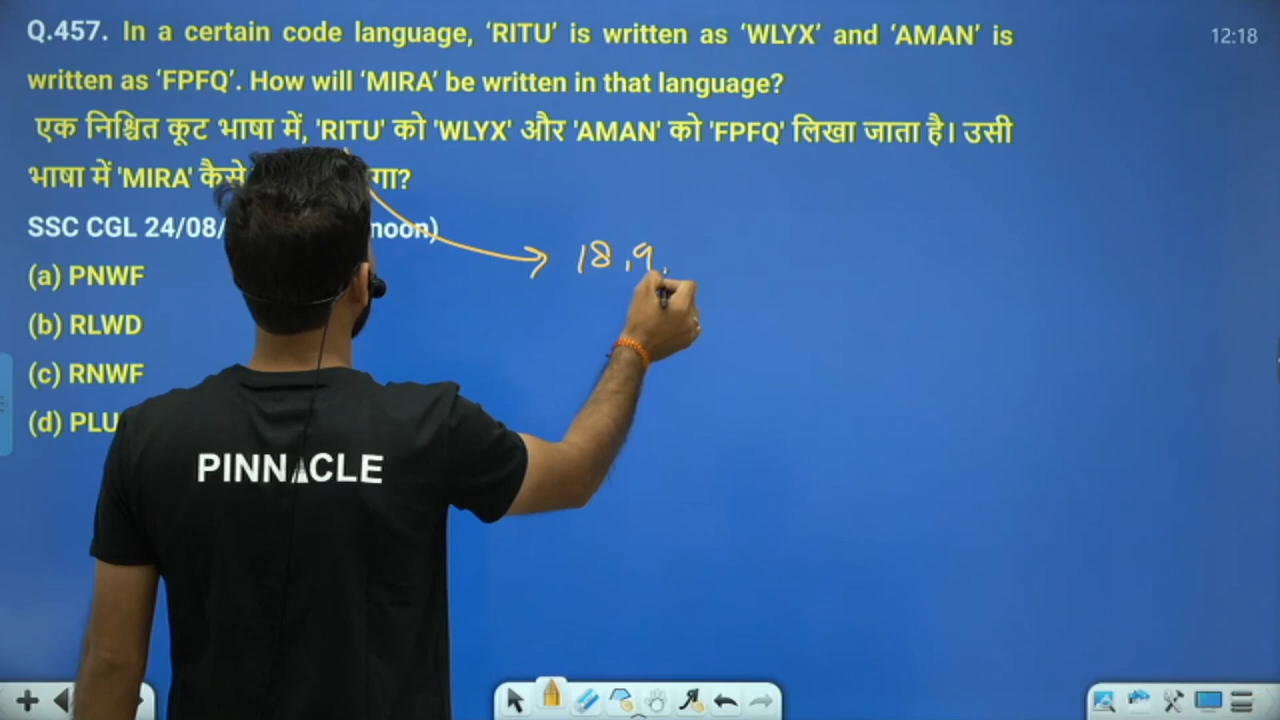 Q.457. In a certain code language, ‘RITU’ is written as ‘WLYX’ and ‘AMAN’ is
12:18
written as ‘FPFQ’. How will ‘MIRA’ be written in that language?
एक निश्चित कूट भाषा में, 'RITU' को 'WLYX' और 'AMAN' को 'FPFQ' लिखा जाता है। उसी
भाषा में 'MIRA' कैसे गा?
SSC CGL 24/08/ noon)
18,9,
(a) PNWF
(b) RLWD
(c) RNWF
(d) PLU
PINNACLE